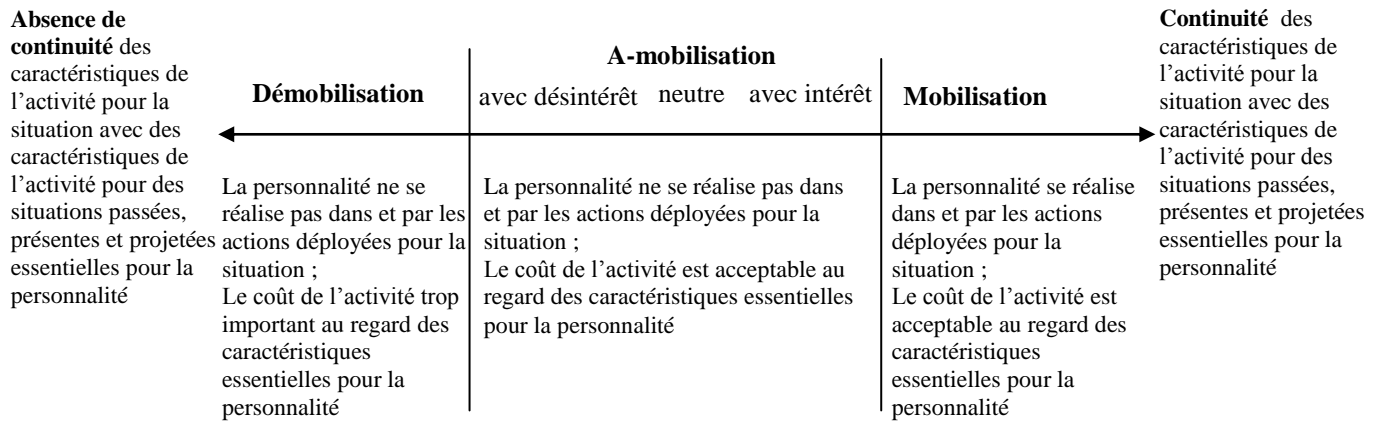 Absence de
continuité des
caractéristiques de
l’activité pour la
situation avec des
caractéristiques de
l’activité pour des
situations passées,
présentes et projetées
essentielles pour la
personnalité
Démobilisation
La personnalité ne se
réalise pas dans et par les
actions déployées pour la
situation ;
Le coût de l’activité trop
important au regard des
caractéristiques
essentielles pour la
personnalité
A-mobilisation
avec désintérêt neutre avec intérêt
La personnalité ne se réalise pas dans
et par les actions déployées pour la
situation ;
Le coût de l’activité est acceptable au
regard des caractéristiques essentielles
pour la personnalité
Mobilisation
La personnalité se réalise
dans et par les actions
déployées pour la
situation ;
Le coût de l’activité est
acceptable au regard des
caractéristiques
essentielles pour la
personnalité
Continuité des
caractéristiques de
l’activité pour la
situation avec des
caractéristiques de
l’activité pour des
situations passées,
présentes et projetées
essentielles pour la
personnalité